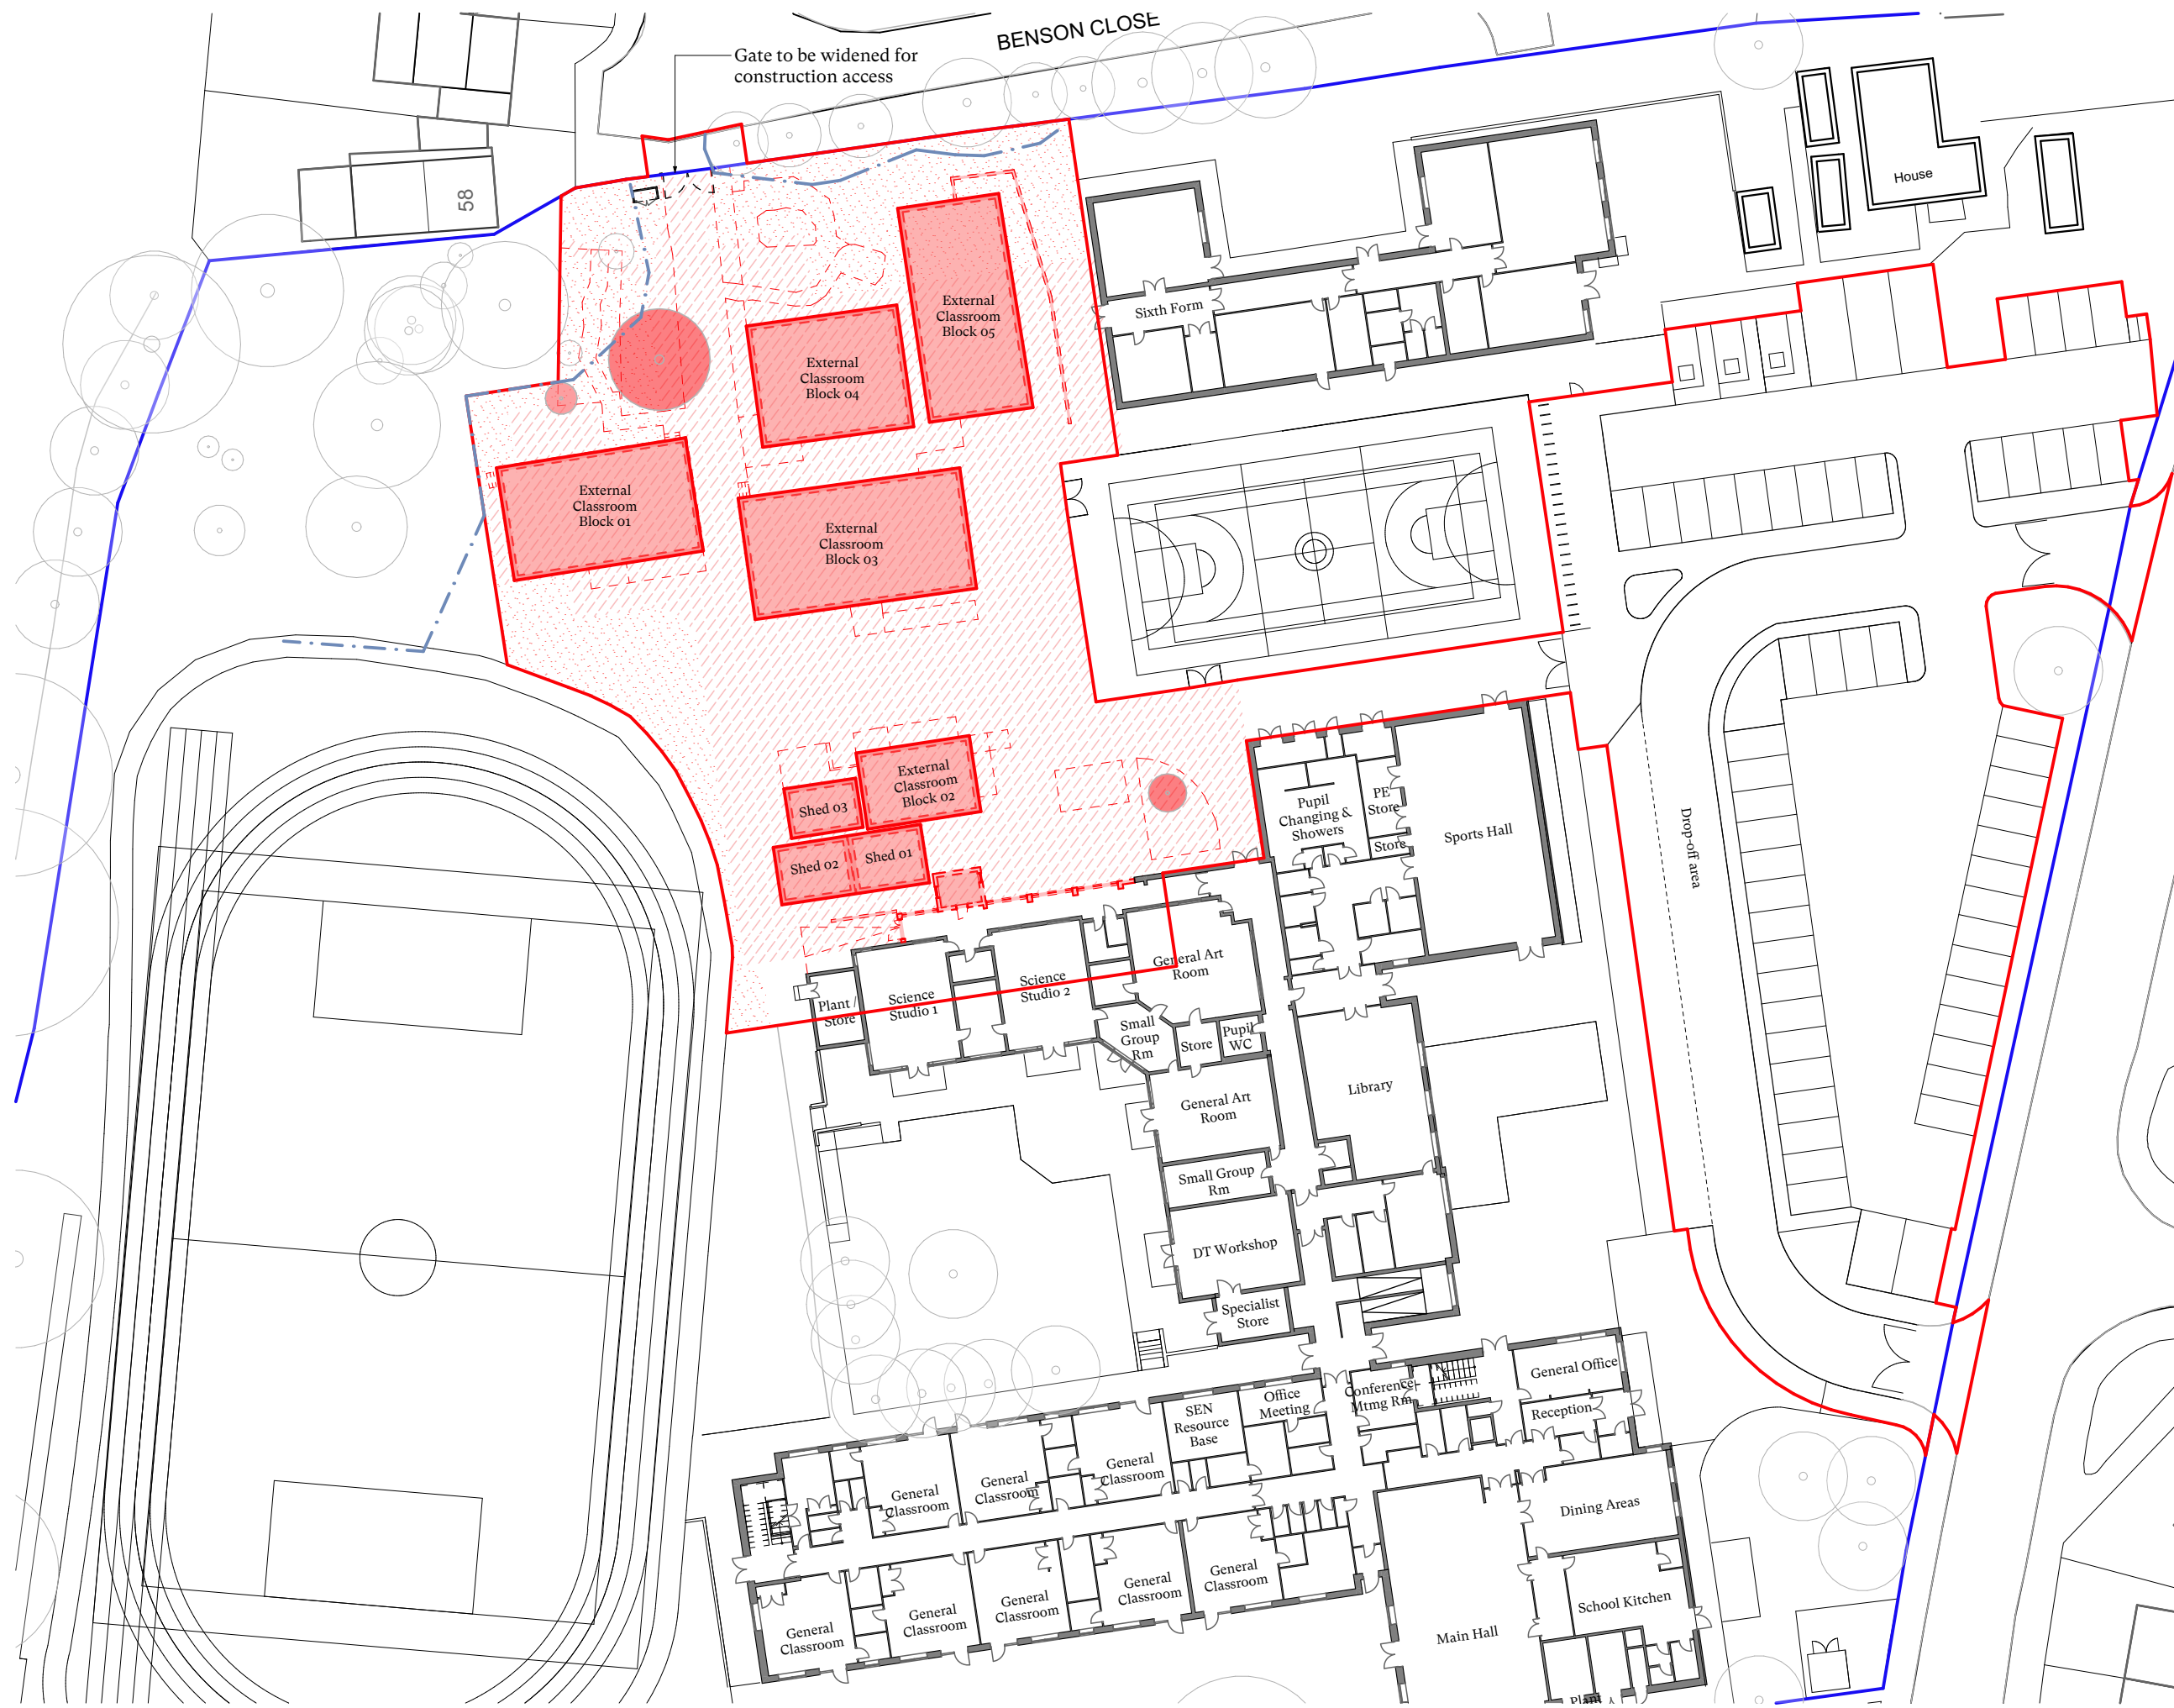 BENSON CLOSE
Gate to be widened for
construction access
58
House
External
Classroom
Block 05
Sixth Form
External
Classroom
Block 04
External
Classroom
Block 01
External
Classroom
Block 03
External
Classroom
Block 02
Shed 03
Shed 02
Shed 01
Pupil
Changing &
Showers
PE
Store
Store
Sports Hall
Drop-off area
General Art
Room
Science
Studio 2
Science
Studio 1
Plant /
Store
Small
Group
Rm
Store
Pupil
WC
Library
General Art
Room
Small Group
Rm
DT Workshop
Specialist
Store
General Office
Conference
Mtmg Rm
Reception
Office
Meeting
SEN
Resource
Base
General
Classroom
General
Classroom
General
Classroom
Dining Areas
General
Classroom
General
Classroom
General
Classroom
General
Classroom
General
Classroom
School Kitchen
Main Hall
Plant